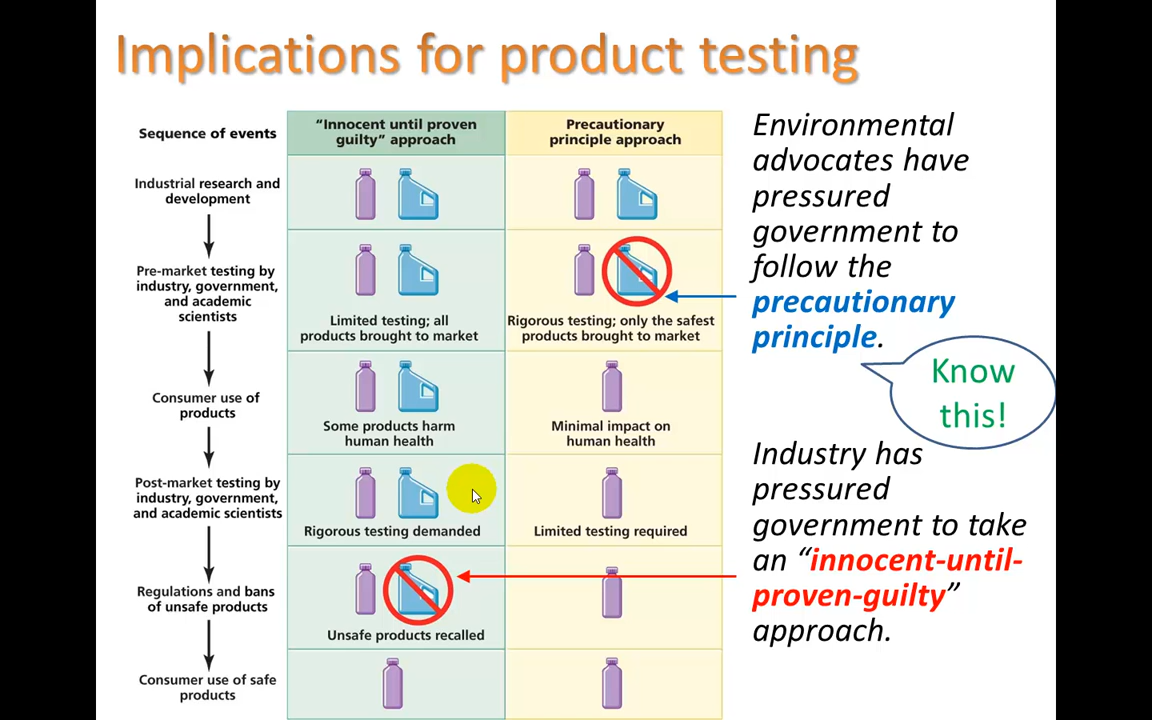 Implications for product testing
Sequence of events
"Innocent until proven
guilty" approach
Precautionary
principle approach
Industrial research and
development
Pre-market testing by
industry, government,
and academic
scientists
Limited testing; all
products brought to market
Rigorous testing; only the safest
products brought to market
Consumer use of
products
Some products harm
human health
Minimal impact on
human health
Post-market testing by
industry, government,
and academic scientists
Rigorous testing demanded
Limited testing required
Regulations and bans
of unsafe products
Unsafe products recalled
Consumer use of safe
products
Environmental
advocates have
pressured
government to
follow the
precautionary
principle.
Know
this!
Industry has
pressured
government to take
an “innocent-until-
proven-guilty”
approach.